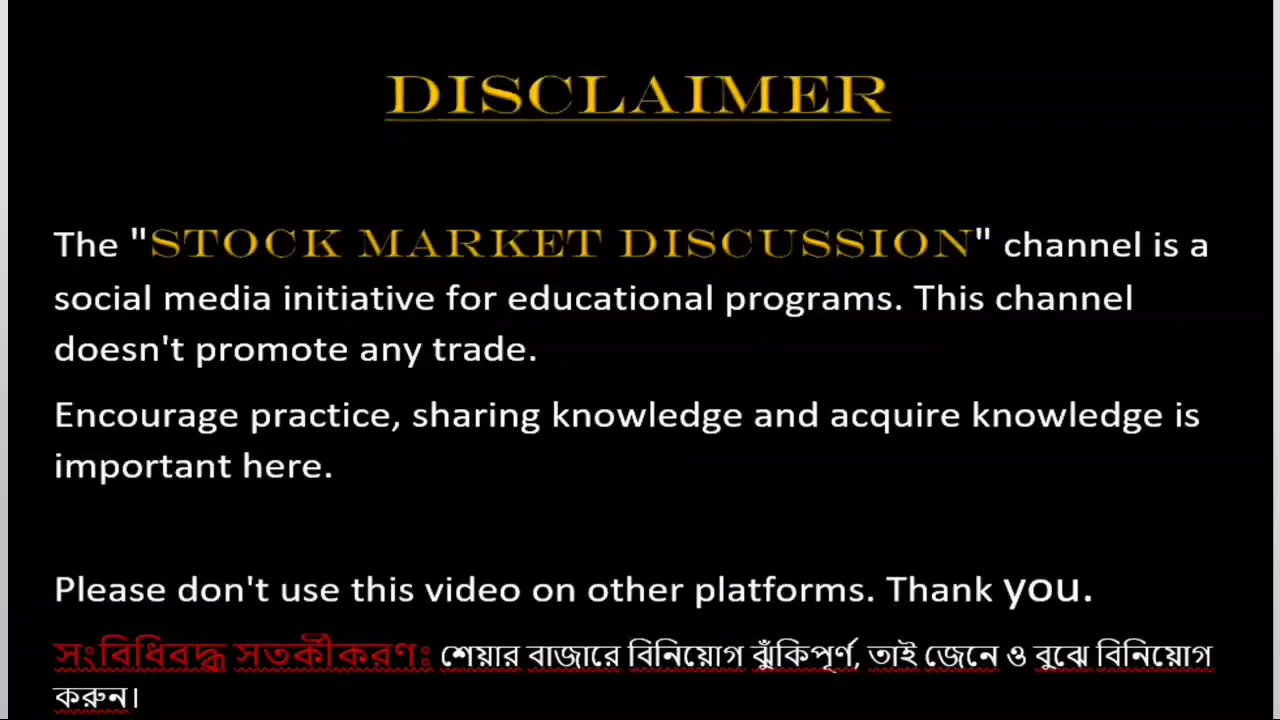 DISCLAIMER
The "STOCK MARKET DISCUSSION" channel is a
social media initiative for educational programs. This channel
doesn't promote any trade.
Encourage practice, sharing knowledge and acquire knowledge is
important here.
Please don't use this video on other platforms. Thank you.
সংবিধিবদ্ধ সতর্কীকরণঃ শেয়ার বাজারে বিনিয়োগ ঝুঁকিপূর্ণ, তাই জেনে ও বুঝে বিনিয়োগ
করুন।